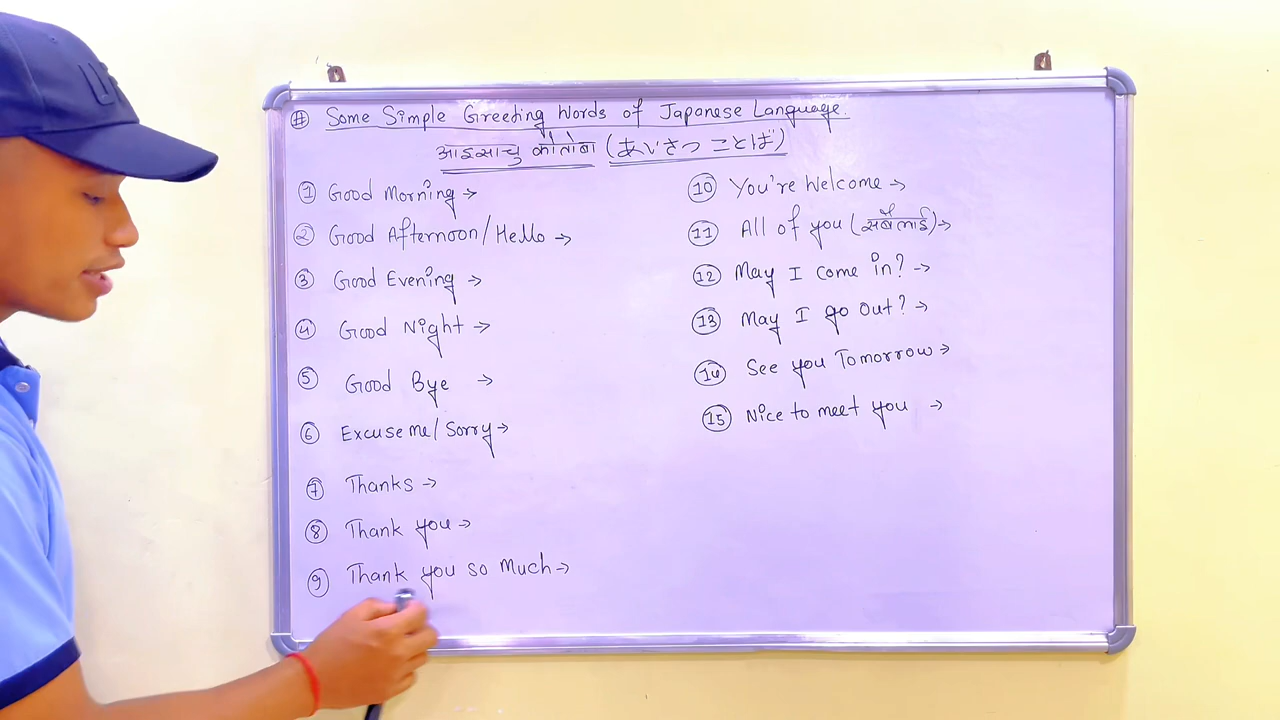 # Some Simple Greeting Words of Japanese Language.
आइसाचु कोतोबा (あいさつ ことば)
1 Good Morning →
2 Good Afternoon/Hello →
3 Good Evening →
4 Good Night →
5 Good Bye →
6 Excuse me/Sorry →
7 Thanks →
8 Thank you →
9 Thank you so Much →
10 You're Welcome →
11 All of you (सबैलाई) →
12 May I come in? →
13 May I go out? →
14 See you Tomorrow →
15 Nice to meet you →